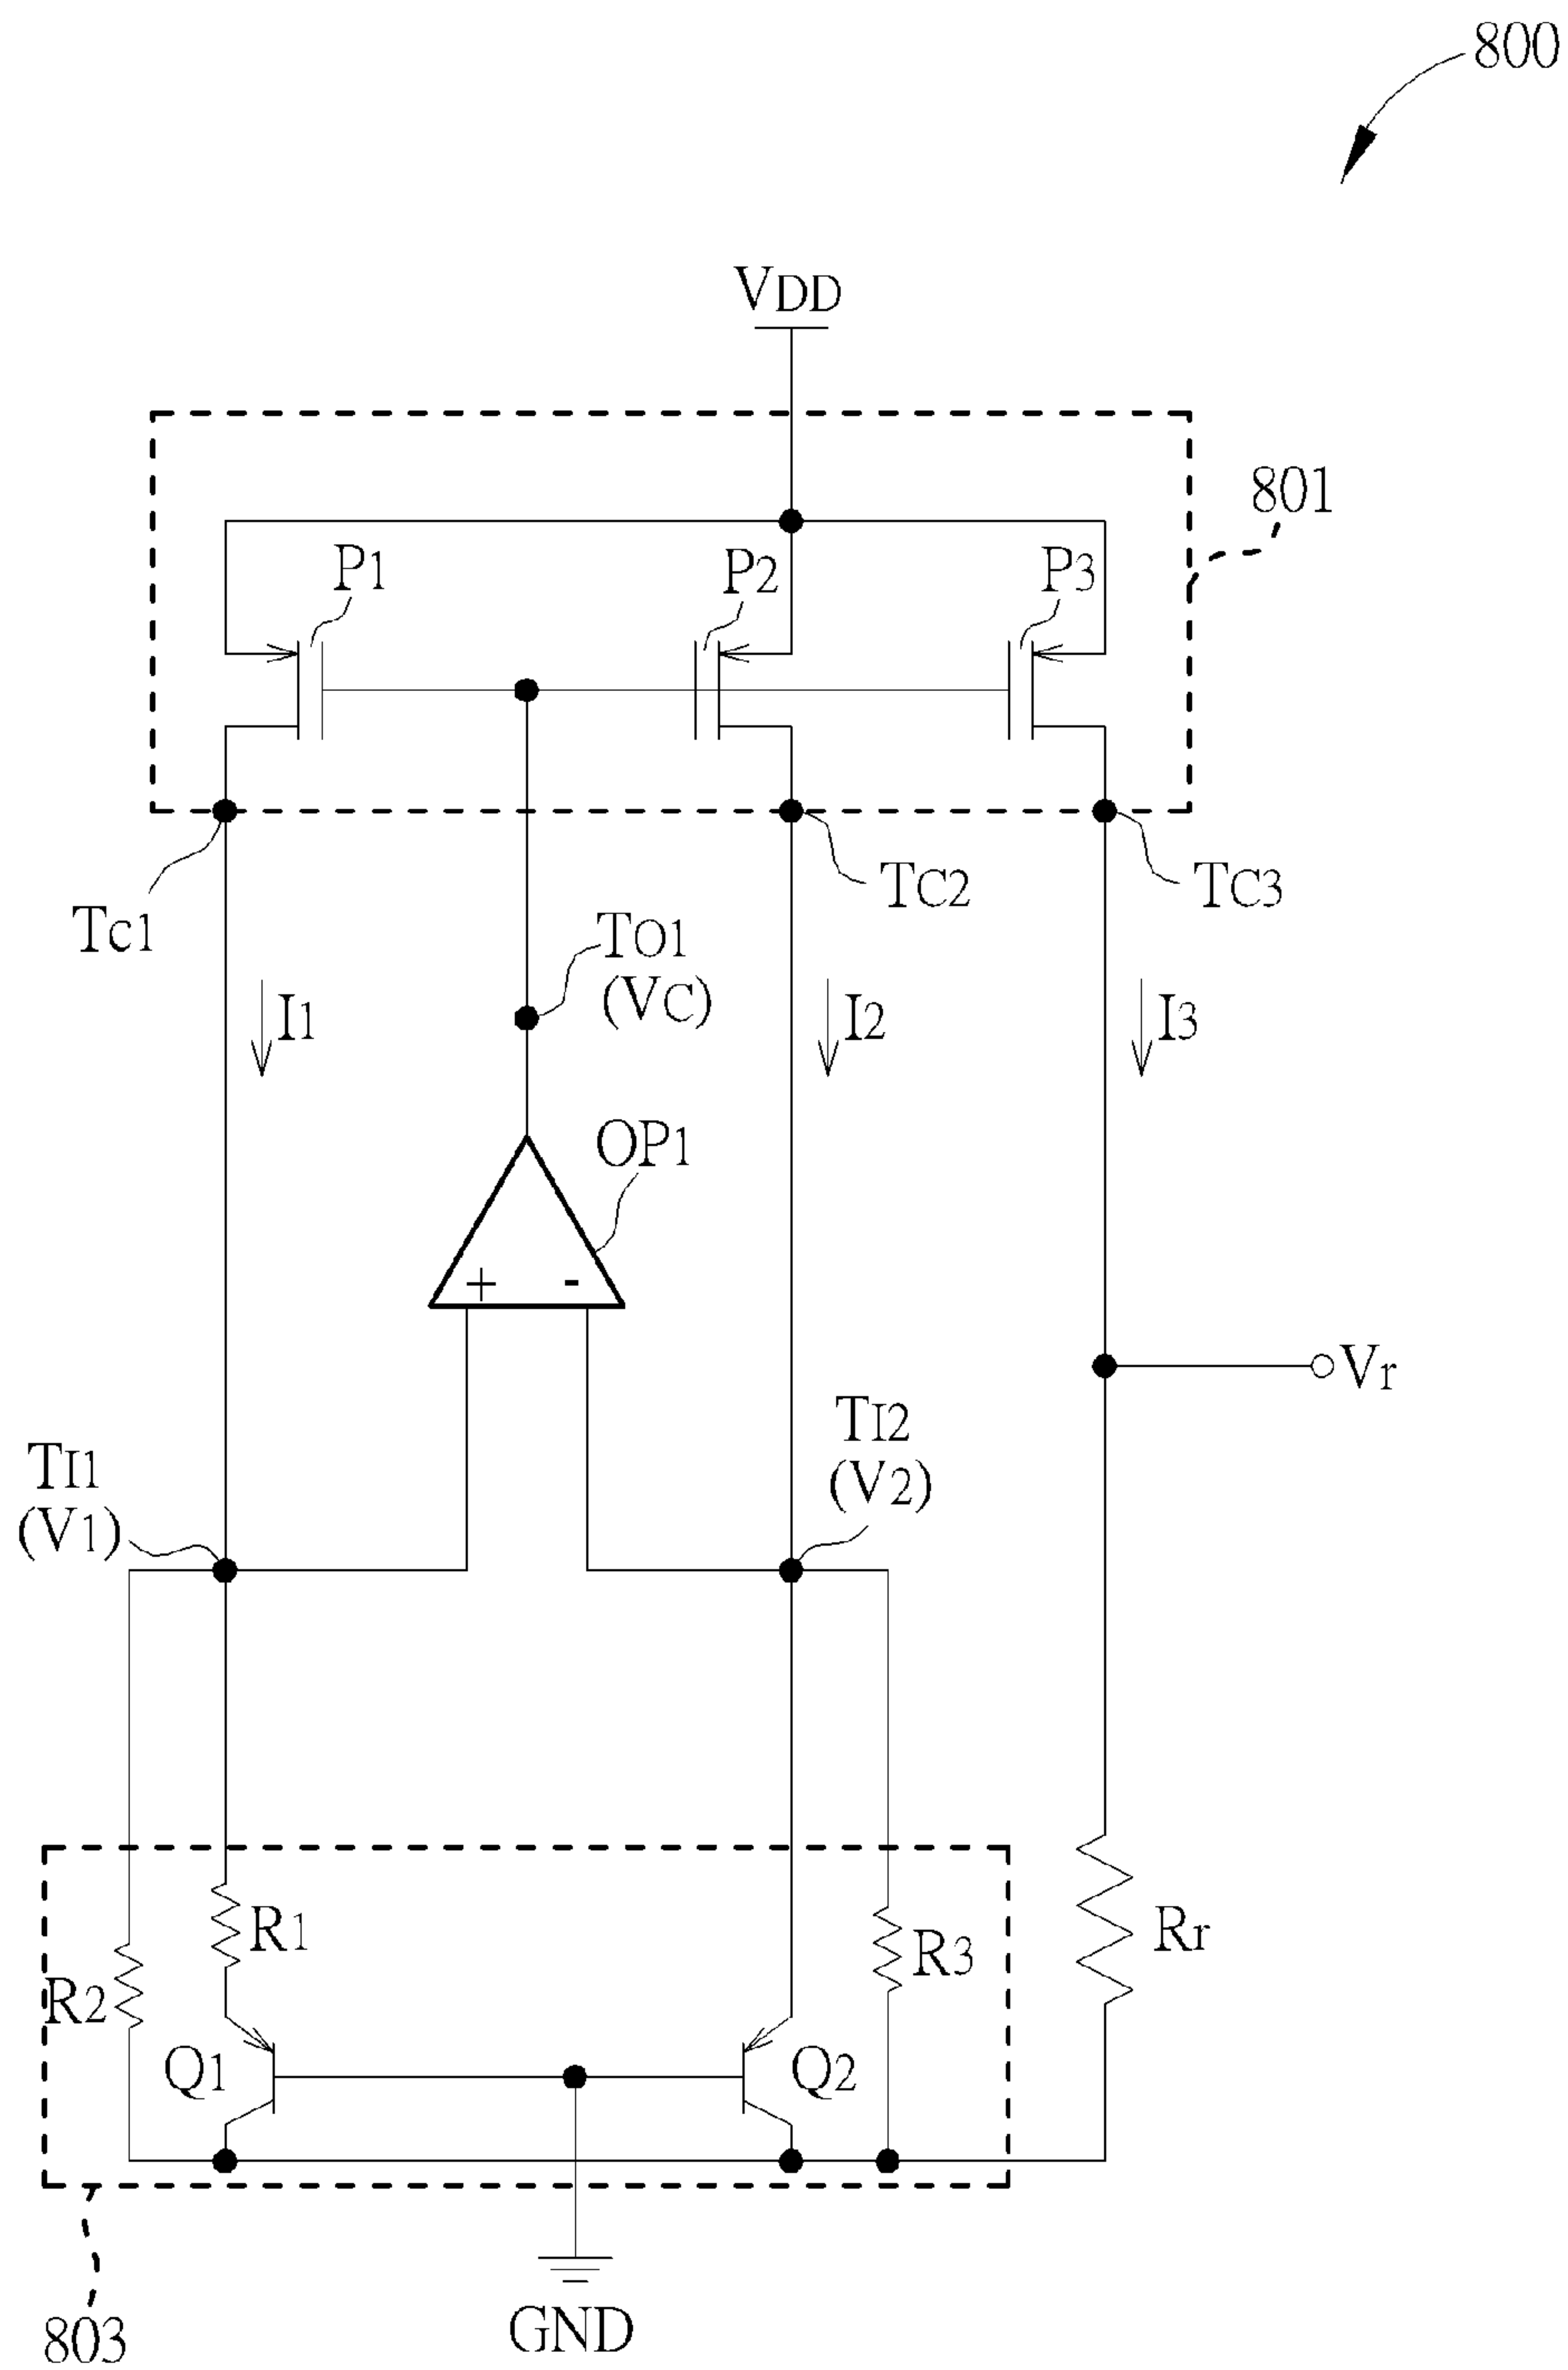 800
VDD
801
P1
P2
P3
TC1
TC2
TC3
TO1
(VC)
I1
I2
I3
OP1
+
-
Vr
TI1
(V1)
TI2
(V2)
R1
R2
R3
Rr
Q1
Q2
803
GND